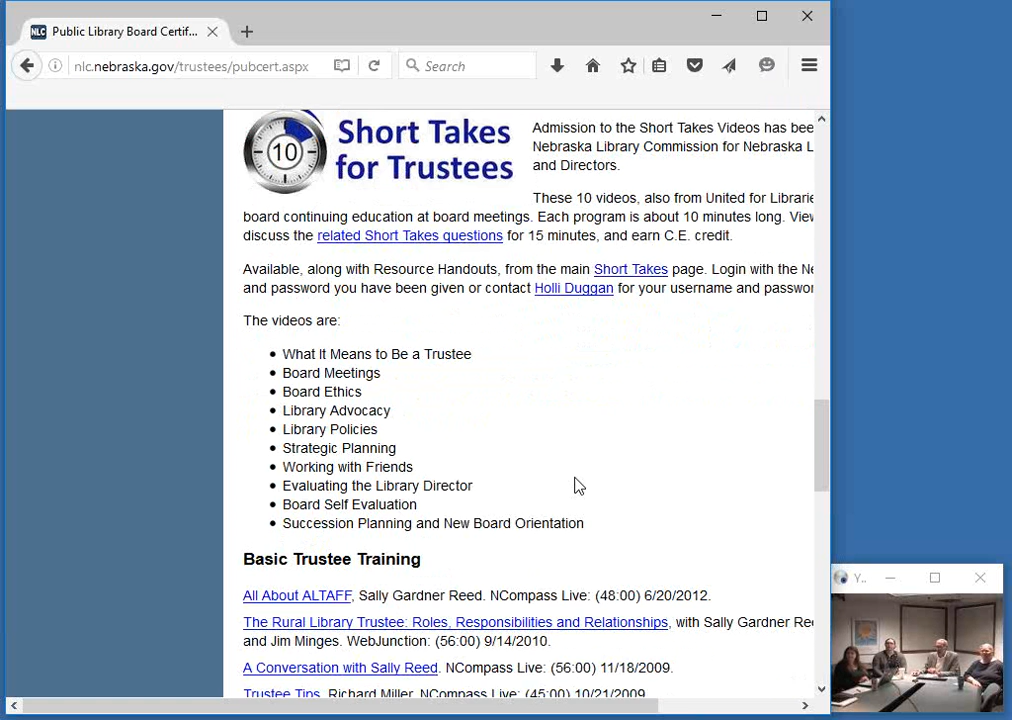 NLC Public Library Board Certif...
nlc.nebraska.gov/trustees/pubcert.aspx
Search
10
Short Takes
for Trustees
Admission to the Short Takes Videos has bee
Nebraska Library Commission for Nebraska L
and Directors.
These 10 videos, also from United for Librarie
board continuing education at board meetings. Each program is about 10 minutes long. View
discuss the related Short Takes questions for 15 minutes, and earn C.E. credit.
Available, along with Resource Handouts, from the main Short Takes page. Login with the Ne
and password you have been given or contact Holli Duggan for your username and passwor
The videos are:
• What It Means to Be a Trustee
• Board Meetings
• Board Ethics
• Library Advocacy
• Library Policies
• Strategic Planning
• Working with Friends
• Evaluating the Library Director
• Board Self Evaluation
• Succession Planning and New Board Orientation
Basic Trustee Training
All About ALTAFF, Sally Gardner Reed. NCompass Live: (48:00) 6/20/2012.
The Rural Library Trustee: Roles, Responsibilities and Relationships, with Sally Gardner Ree
and Jim Minges. WebJunction: (56:00) 9/14/2010.
A Conversation with Sally Reed. NCompass Live: (56:00) 11/18/2009.
Trustee Tips, Richard Miller, NCompass Live: (45:00) 10/21/2009
Y...